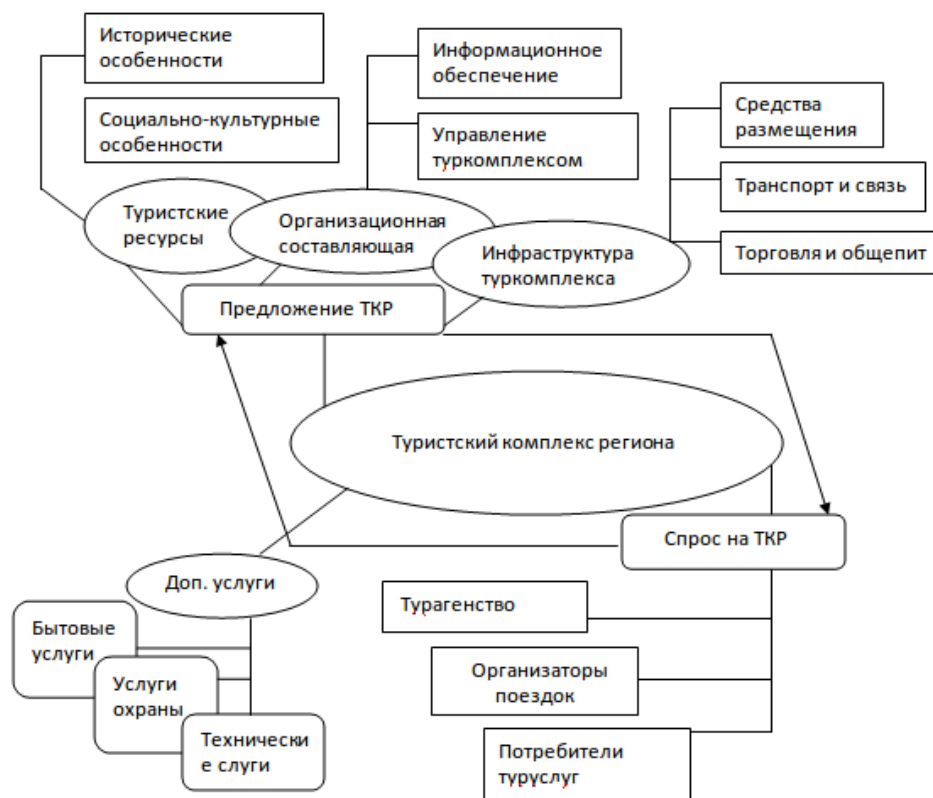 Исторические
особенности
Информационное
обеспечение
Средства
размещения
Социально-культурные
особенности
Управление
туркомплексом
Транспорт и связь
Туристские
ресурсы
Организационная
составляющая
Инфраструктура
туркомплекса
Торговля и общепит
Предложение ТКР
Туристский комплекс региона
Спрос на ТКР
Доп. услуги
Турагенство
Бытовые
услуги
Организаторы
поездок
Услуги
охраны
Технически
е слуги
Потребители
туруслуг